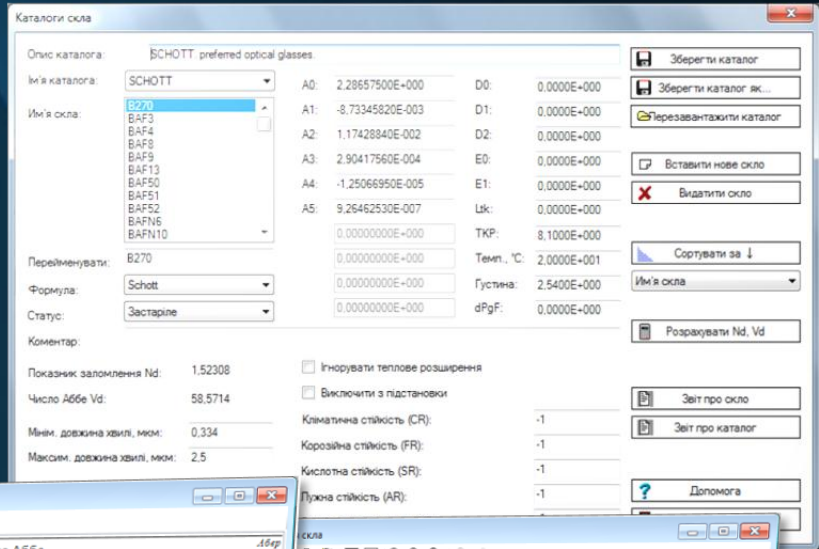 Каталоги скла
Опис каталога: SCHOTT preferred optical glasses.
Ім'я каталога: SCHOTT
Им'я скла:
B270
BAF3
BAF4
BAF8
BAF9
BAF13
BAF50
BAF51
BAF52
BAFN6
BAFN10
Перейменувати: B270
Формула: Schott
Статус: Застаріле
Коментар:
Показник заломлення Nd: 1,52308
Число Аббе Vd: 58,5714
Мінім. довжина хвилі, мкм: 0,334
Максим. довжина хвилі, мкм: 2,5
A0: 2,28657500E+000
A1: -8,73345820E-003
A2: 1,17428840E-002
A3: 2,90417560E-004
A4: -1,25066950E-005
A5: 9,26462530E-007
0,00000000E+000
0,00000000E+000
0,00000000E+000
0,00000000E+000
D0: 0,0000E+000
D1: 0,0000E+000
D2: 0,0000E+000
E0: 0,0000E+000
E1: 0,0000E+000
Ltk: 0,0000E+000
TKP: 8,1000E+000
Темп., °C: 2,0000E+001
Густина: 2,5400E+000
dPgF: 0,0000E+000
Ігнорувати теплове розширення
Виключити з підстановки
Кліматична стійкість (CR): -1
Корозійна стійкість (FR): -1
Кислотна стійкість (SR): -1
Лужна стійкість (AR): -1
Зберегти каталог
Зберегти каталог як...
Перезавантажити каталог
Вставити нове скло
Видатити скло
Сортувати за ↓
Им'я скла
Розрахувати Nd, Vd
Звіт про скло
Звіт про каталог
Допомога
Абер
скла